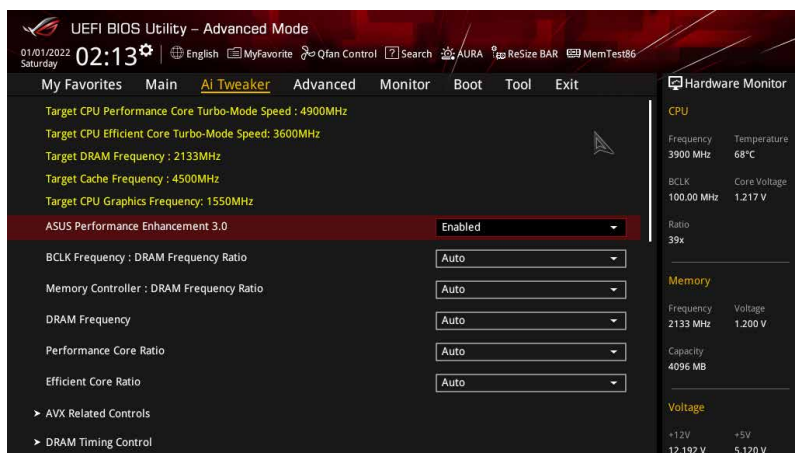 UEFI BIOS Utility – Advanced Mode
01/01/2022
Saturday
02:13
English
MyFavorite
Qfan Control
? Search
AURA
ReSize BAR
MemTest86
My Favorites
Main
Ai Tweaker
Advanced
Monitor
Boot
Tool
Exit
Hardware Monitor
Target CPU Performance Core Turbo-Mode Speed : 4900MHz
Target CPU Efficient Core Turbo-Mode Speed: 3600MHz
Target DRAM Frequency : 2133MHz
Target Cache Frequency : 4500MHz
Target CPU Graphics Frequency: 1550MHz
ASUS Performance Enhancement 3.0 Enabled
BCLK Frequency : DRAM Frequency Ratio Auto
Memory Controller : DRAM Frequency Ratio Auto
DRAM Frequency Auto
Performance Core Ratio Auto
Efficient Core Ratio Auto
> AVX Related Controls
> DRAM Timing Control
CPU
Frequency Temperature
3900 MHz 68°C
BCLK Core Voltage
100.00 MHz 1.217 V
Ratio
39x
Memory
Frequency Voltage
2133 MHz 1.200 V
Capacity
4096 MB
Voltage
+12V +5V
12.192 V 5.120 V